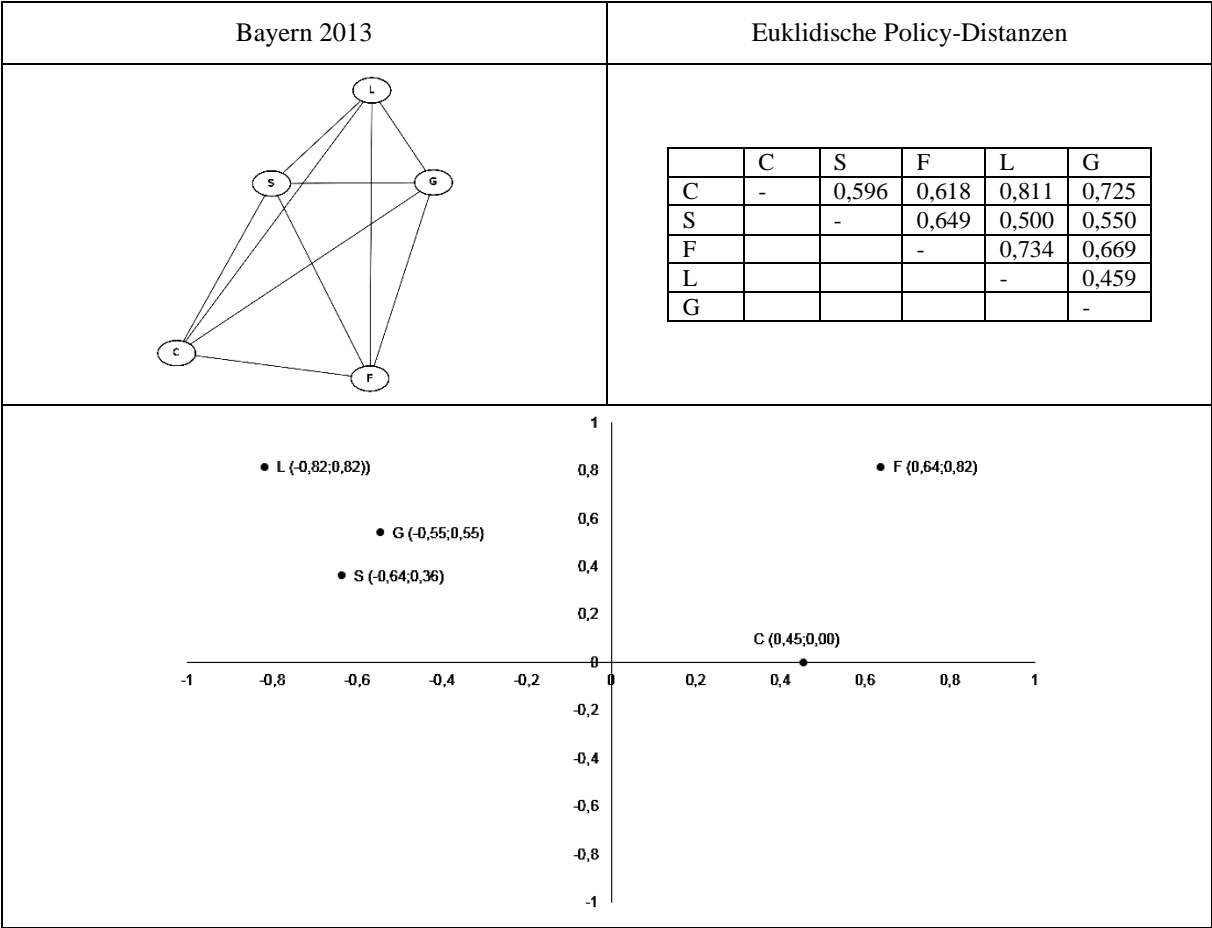 Bayern 2013
Euklidische Policy-Distanzen
L
S
G
C
F
C S F L G
C - 0,596 0,618 0,811 0,725
S - 0,649 0,500 0,550
F - 0,734 0,669
L - 0,459
G -
1
L (-0,82;0,82))
0,8
F (0,64;0,82)
0,6
G (-0,55;0,55)
0,4
S (-0,64;0,36)
0,2
C (0,45;0,00)
0
-1 -0,8 -0,6 -0,4 -0,2 0 0,2 0,4 0,6 0,8 1
-0,2
-0,4
-0,6
-0,8
-1